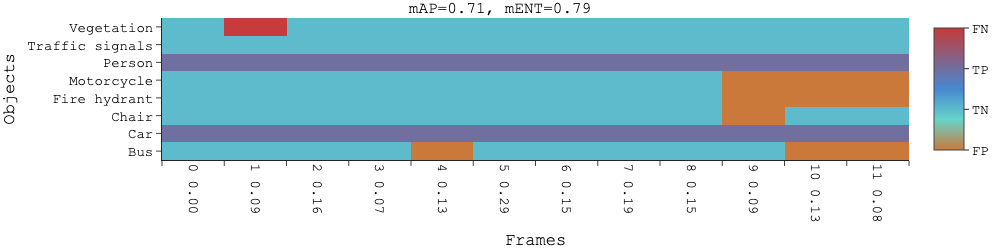 mAP=0.71, mENT=0.79
Objects
Vegetation
Traffic signals
Person
Motorcycle
Fire hydrant
Chair
Car
Bus
0 0.00
1 0.09
2 0.16
3 0.07
4 0.13
5 0.29
6 0.15
7 0.19
8 0.15
9 0.09
10 0.13
11 0.08
Frames
FN
TP
TN
FP